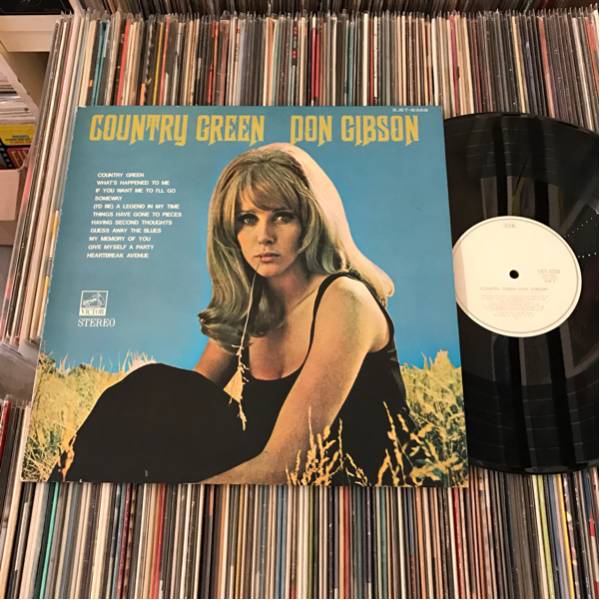 COUNTRY GREEN DON GIBSON
COUNTRY GREEN
WHAT'S HAPPENED TO ME
IF YOU WANT ME TO I'LL GO
SOMEWAY
(I'D BE) A LEGEND IN MY TIME
THINGS HAVE GONE TO PIECES
HAVING SECOND THOUGHTS
GUESS AWAY THE BLUES
MY MEMORY OF YOU
GIVE MYSELF A PARTY
HEARTBREAK AVENUE
VICTOR
STEREO